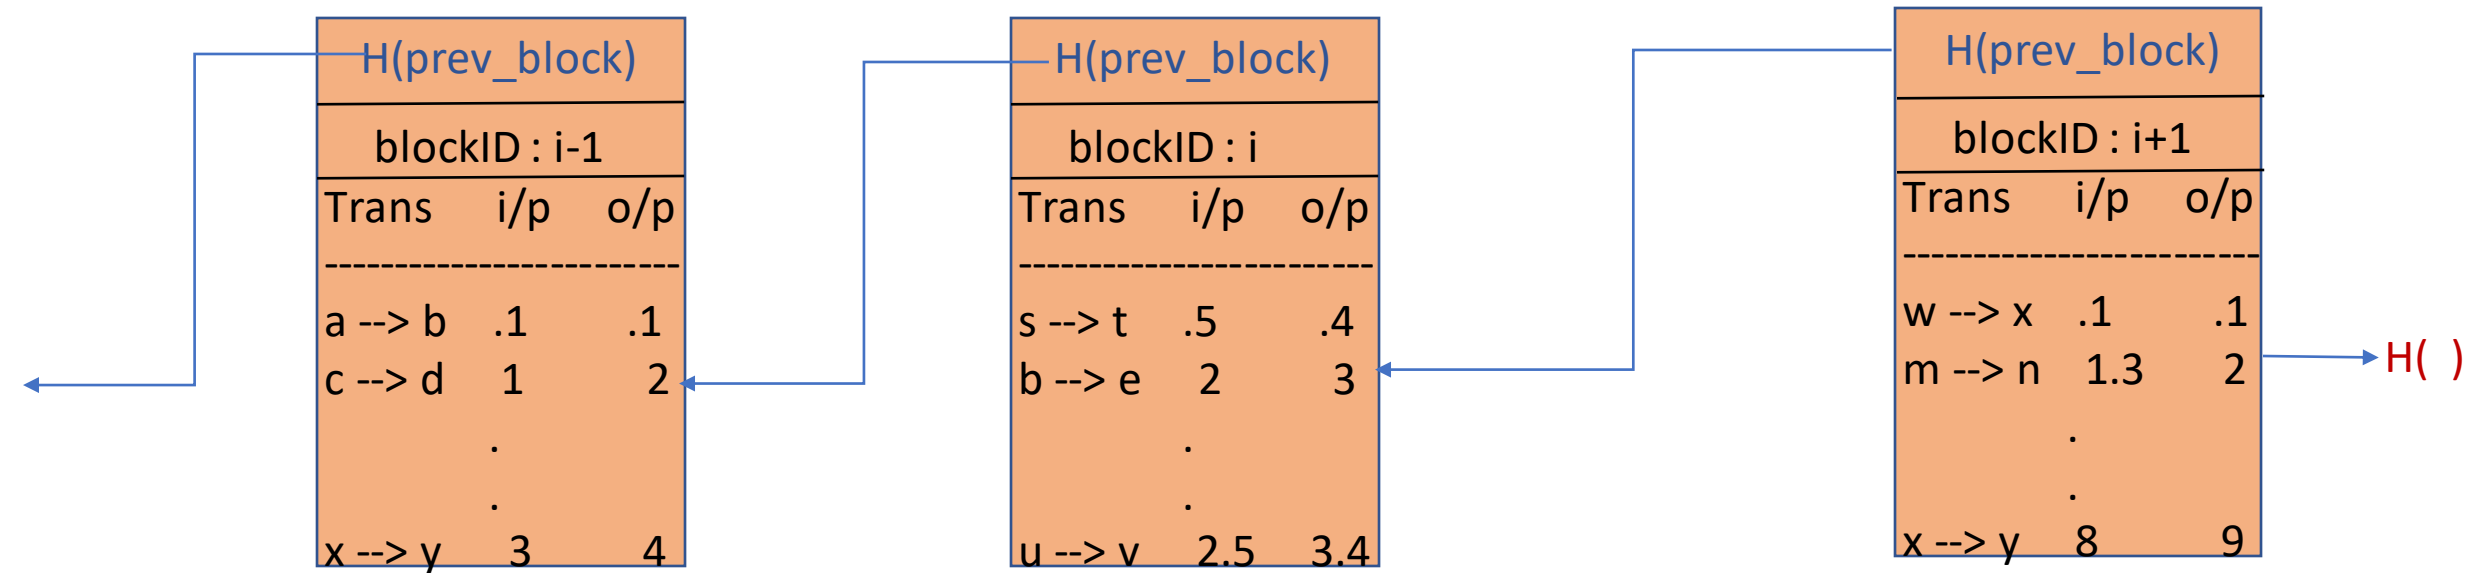 H(prev_block)
blockID : i-1
Trans i/p o/p
--------------------------
a --> b .1 .1
c --> d 1 2
.
.
x --> y 3 4
H(prev_block)
blockID : i
Trans i/p o/p
--------------------------
s --> t .5 .4
b --> e 2 3
.
.
u --> v 2.5 3.4
H(prev_block)
blockID : i+1
Trans i/p o/p
--------------------------
w --> x .1 .1
m --> n 1.3 2
.
.
x --> y 8 9
H( )